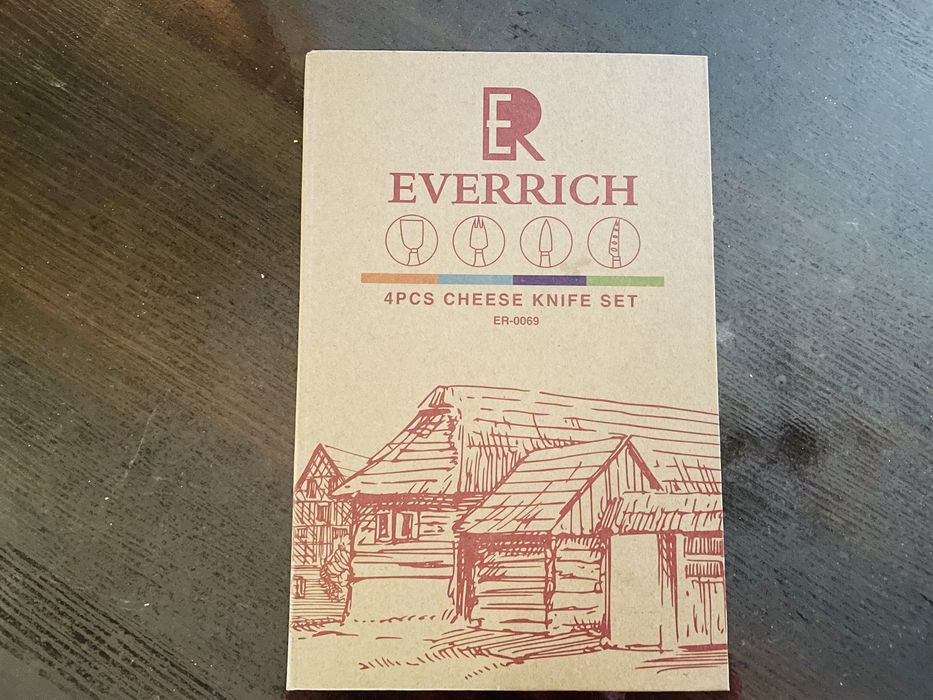 ER
EVERRICH
4PCS CHEESE KNIFE SET
ER-0069